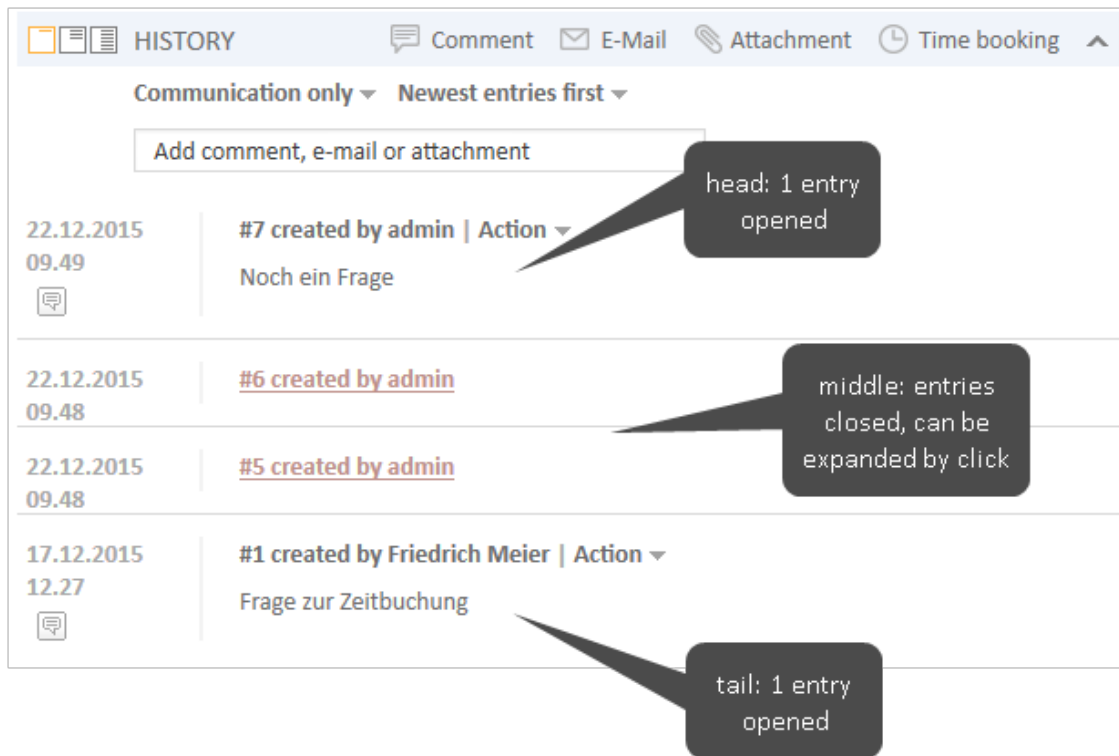 HISTORY Comment E-Mail Attachment Time booking
Communication only Newest entries first
Add comment, e-mail or attachment
head: 1 entry
opened
22.12.2015
09.49
#7 created by admin | Action
Noch ein Frage
22.12.2015
09.48
#6 created by admin
middle: entries
closed, can be
expanded by click
22.12.2015
09.48
#5 created by admin
17.12.2015
12.27
#1 created by Friedrich Meier | Action
Frage zur Zeitbuchung
tail: 1 entry
opened